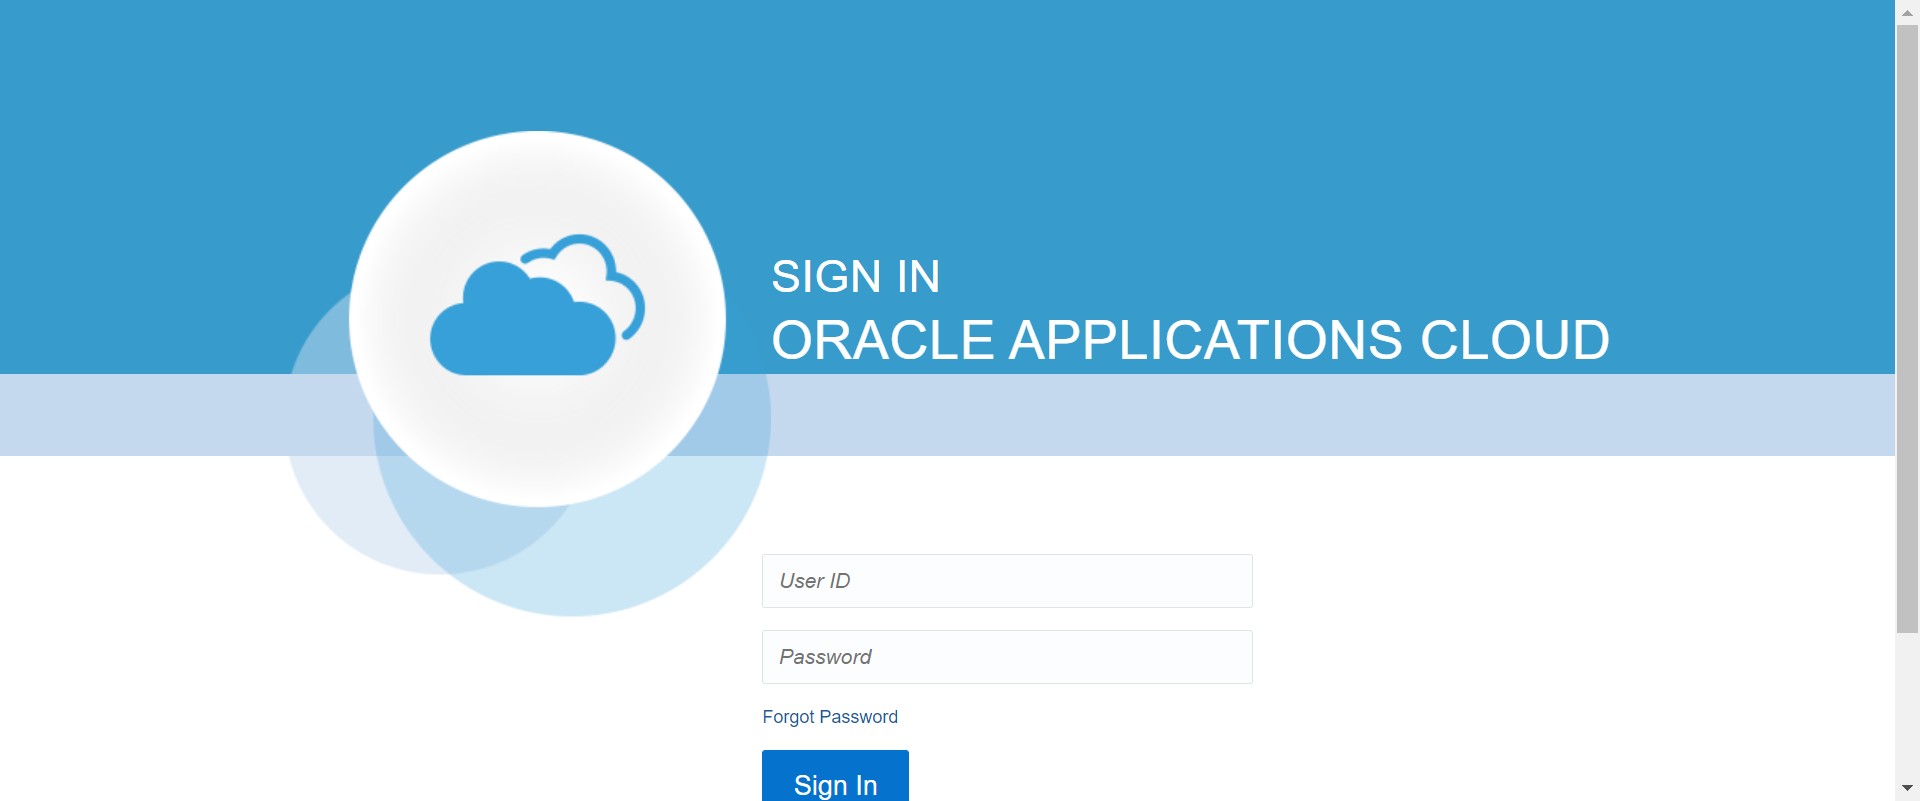 SIGN IN
ORACLE APPLICATIONS CLOUD
User ID
Password
Forgot Password
Sign In